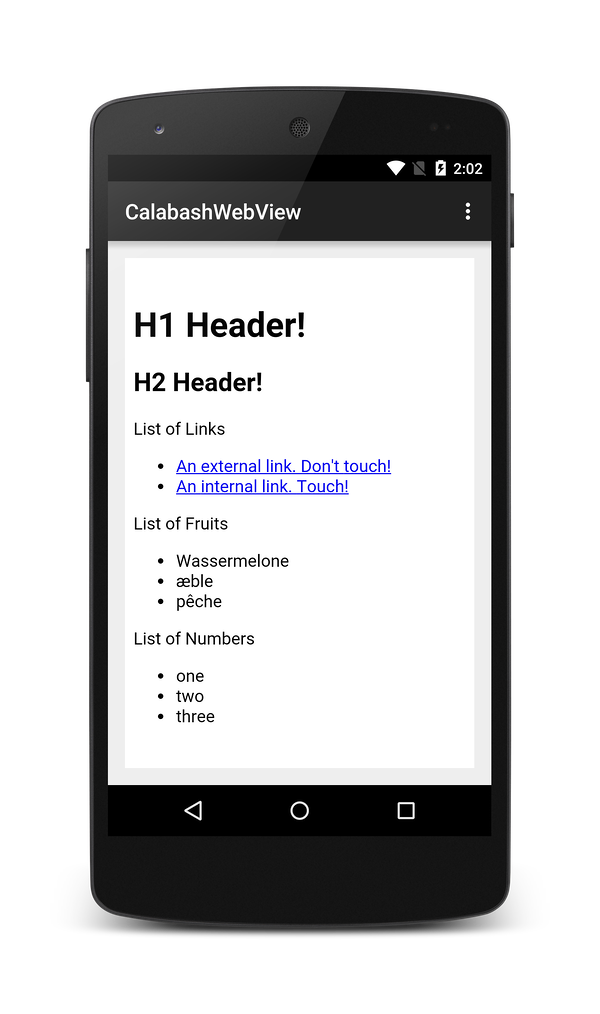 2:02
CalabashWebView
H1 Header!
H2 Header!
List of Links
An external link. Don't touch!
An internal link. Touch!
List of Fruits
Wassermelone
æble
pêche
List of Numbers
one
two
three